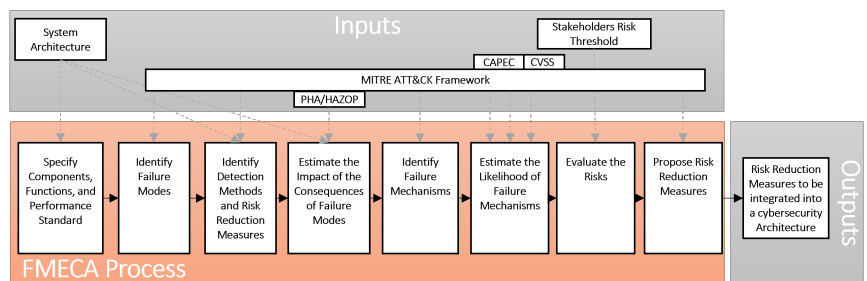 Inputs
System
Architecture
Stakeholders Risk
Threshold
CAPEC
CVSS
MITRE ATT&CK Framework
PHA/HAZOP
Specify
Components,
Functions, and
Performance
Standard
Identify
Failure
Modes
Identify
Detection
Methods
and Risk
Reduction
Measures
Estimate the
Impact of the
Consequences
of Failure
Modes
Identify
Failure
Mechanisms
Estimate the
Likelihood of
Failure
Mechanisms
Evaluate the
Risks
Propose Risk
Reduction
Measures
Risk Reduction
Measures to be
integrated into
a cybersecurity
Architecture
Outputs
FMECA Process